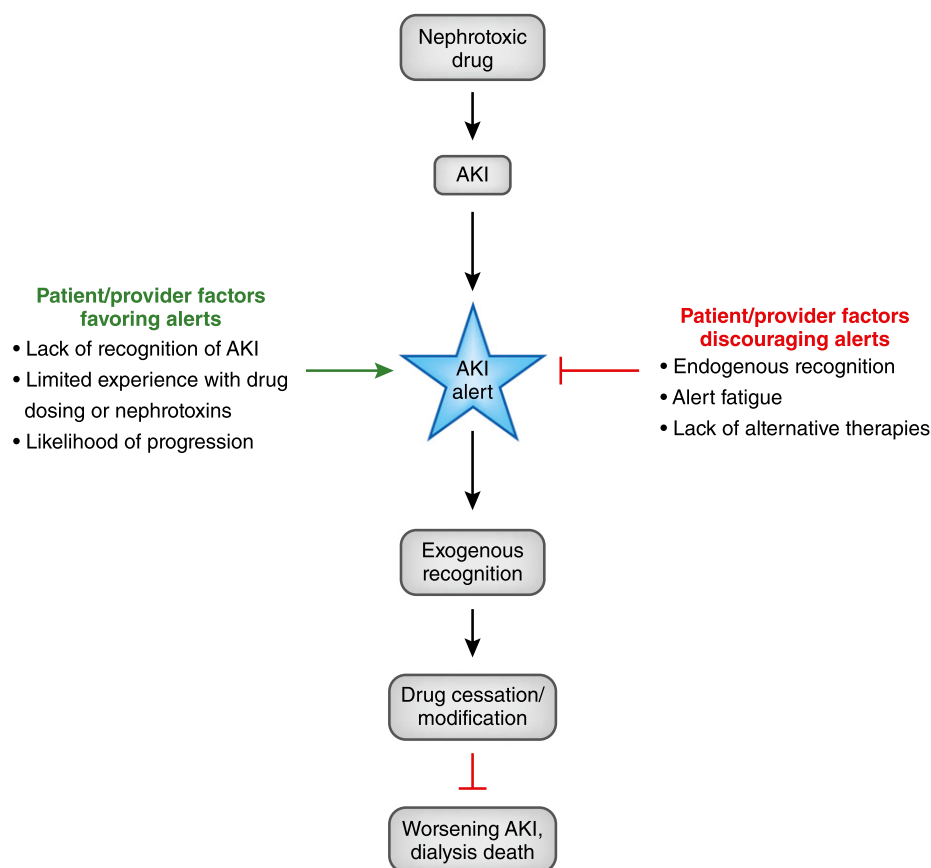 Nephrotoxic
drug
AKI
Patient/provider factors
favoring alerts
• Lack of recognition of AKI
• Limited experience with drug
dosing or nephrotoxins
• Likelihood of progression
AKI
alert
Patient/provider factors
discouraging alerts
• Endogenous recognition
• Alert fatigue
• Lack of alternative therapies
Exogenous
recognition
Drug cessation/
modification
Worsening AKI,
dialysis death